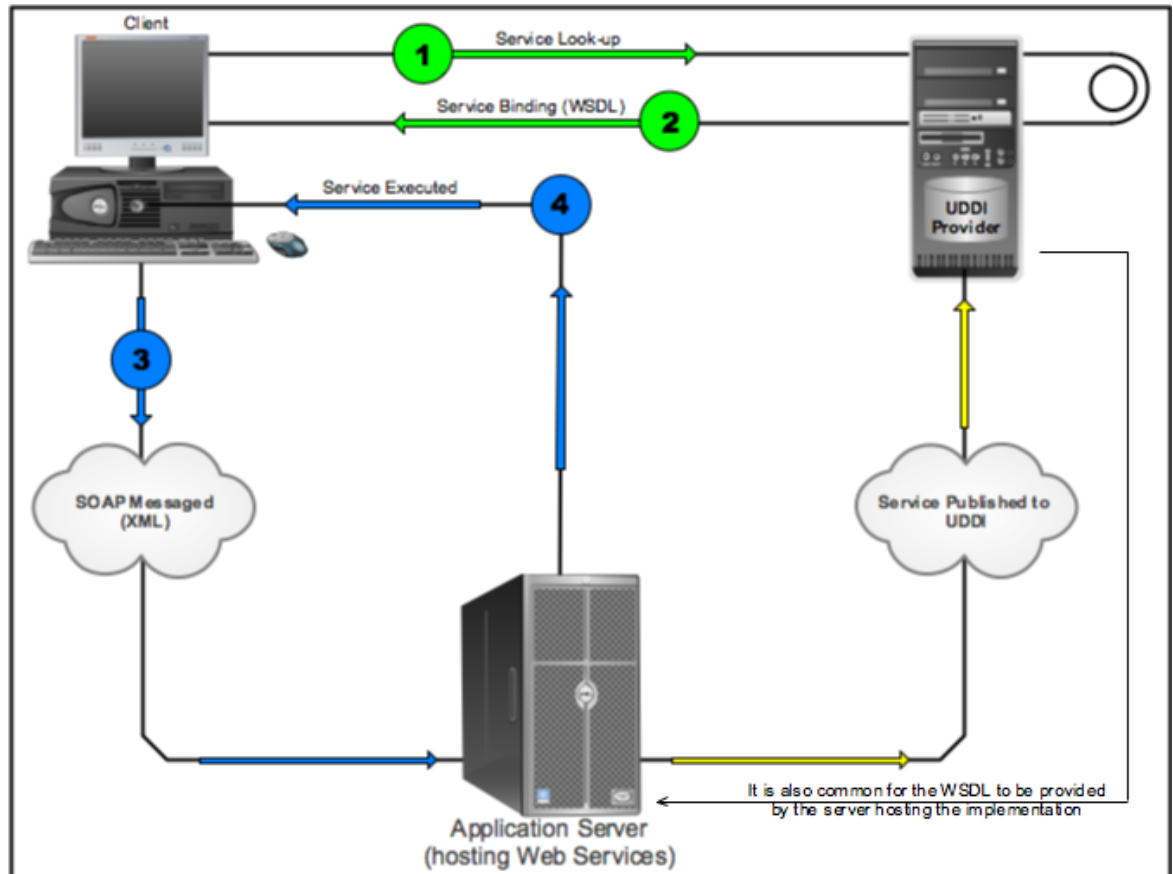 Client
1
Service Look-up
Service Binding (WSDL)
2
Service Executed
4
UDDI
Provider
3
SOAP Messaged
(XML)
Service Published to
UDDI
It is also common for the WSDL to be provided
by the server hosting the implementation
Application Server
(hosting Web Services)